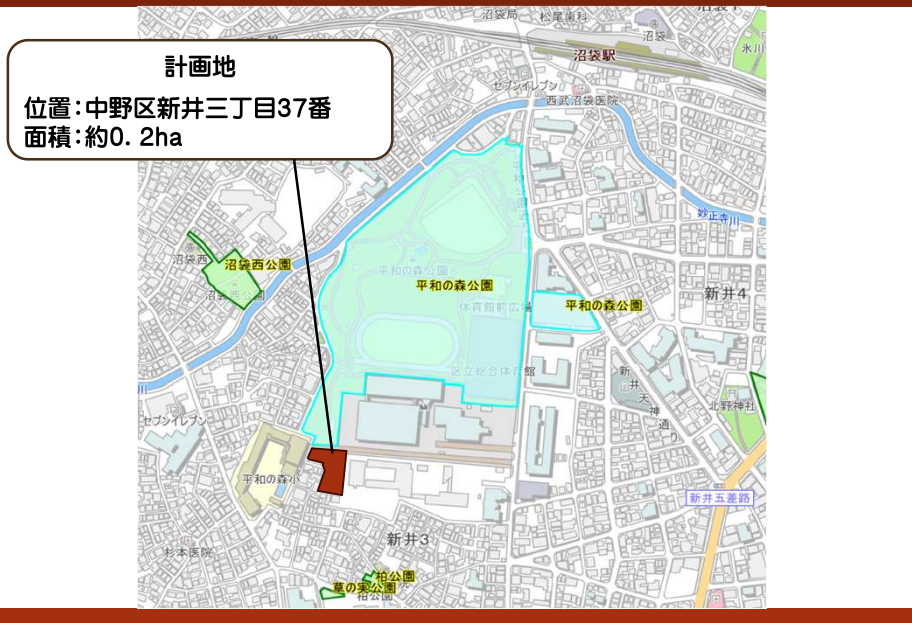 計画地
位置:中野区新井三丁目37番
面積:約0.2ha
沼袋局
松尾歯科
沼袋
沼袋駅
氷川
セブンイレブン
西武沼袋医院
妙正寺川
沼袋西
沼袋西公園
平和の森公園
平和の森公園
体育館前広場
平和の森公園
新井4
区立総合体育館
新井天神通り
北野神社
セブンイレブン
川
平和の森小
新井五差路
新井3
杉本医院
柏公園
草の実公園
柏公園